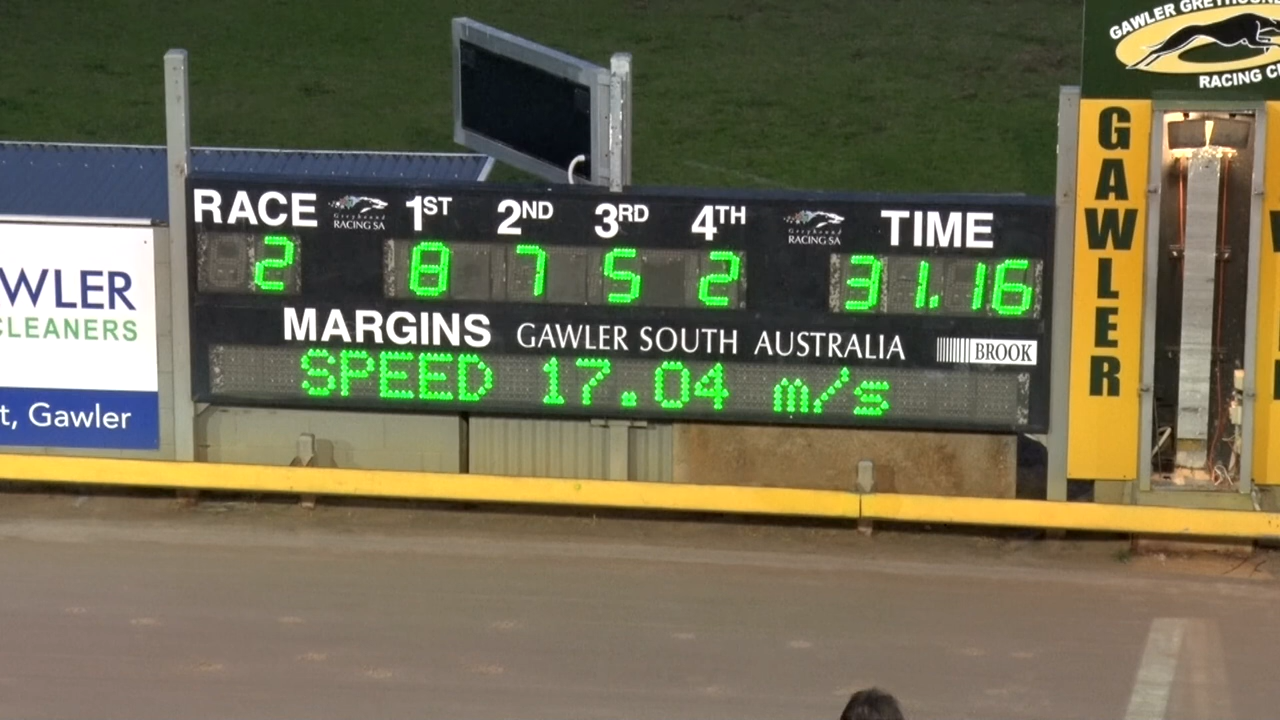 GAWLER GREYHOUND
RACING
RACE
Greyhound
RACING SA
1ST 2ND 3RD 4TH
Greyhound
RACING SA
TIME
2 8 7 5 2 31.16
MARGINS GAWLER SOUTH AUSTRALIA BROOK
SPEED 17.04 m/s
WLER
CLEANERS
t, Gawler
GAWLER